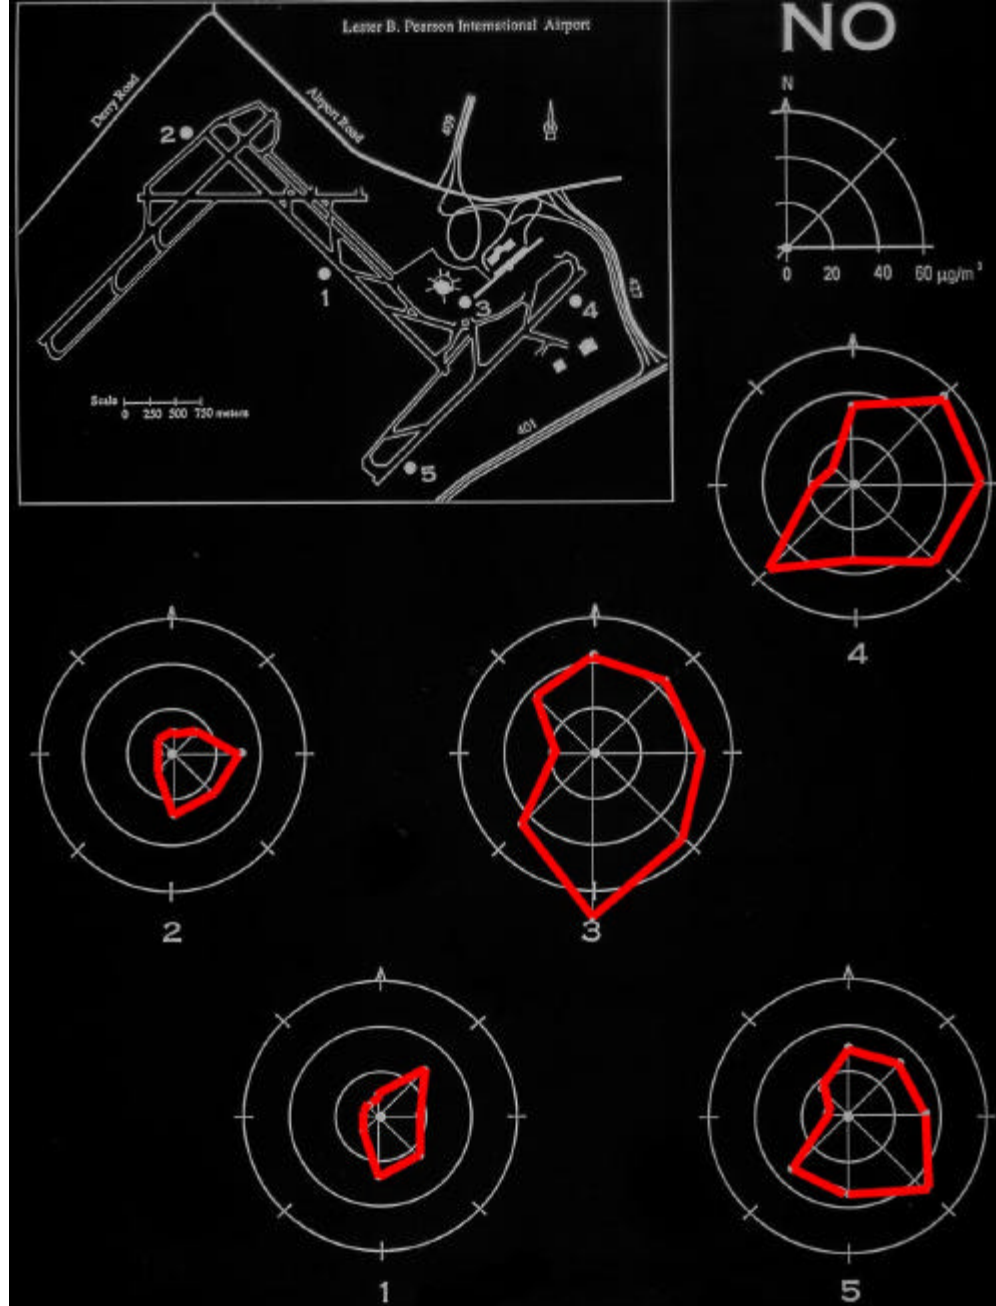 Lester B. Pearson International Airport
NO
Derry Road
Airport Road
409
N
2
1
3
4
427
0 20 40 60 µg/m³
Scale
0 250 500 750 meters
401
5
4
2
3
1
5